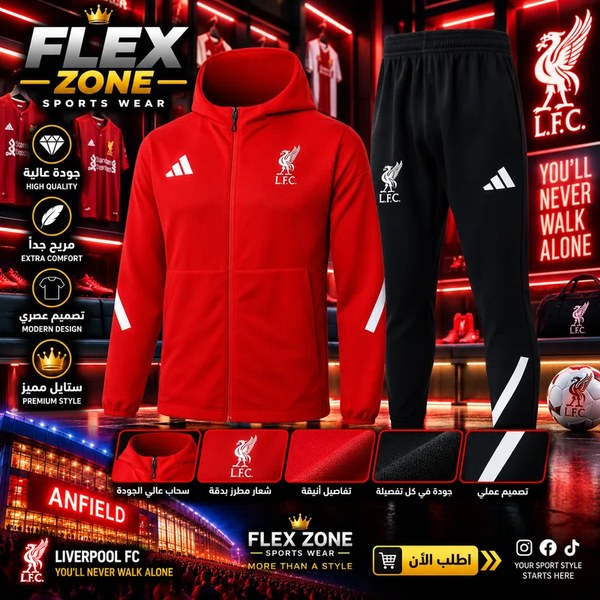 FLEX
ZONE
SPORTS WEAR
جودة عالية
HIGH QUALITY
مريح جداً
EXTRA COMFORT
تصميم عصري
MODERN DESIGN
ستايل مميز
PREMIUM STYLE
L.F.C.
L.F.C.
L.F.C.
YOU'LL
NEVER
WALK
ALONE
L.F.C.
L.F.C.
L.F.C.
سحاب عالي الجودة
شعار مطرز بدقة
تفاصيل أنيقة
جودة في كل تفصيلة
تصميم عملي
ANFIELD
L.F.C.
LIVERPOOL FC
YOU'LL NEVER WALK ALONE
FLEX ZONE
SPORTS WEAR
MORE THAN A STYLE
اطلب الأن
YOUR SPORT STYLE
STARTS HERE